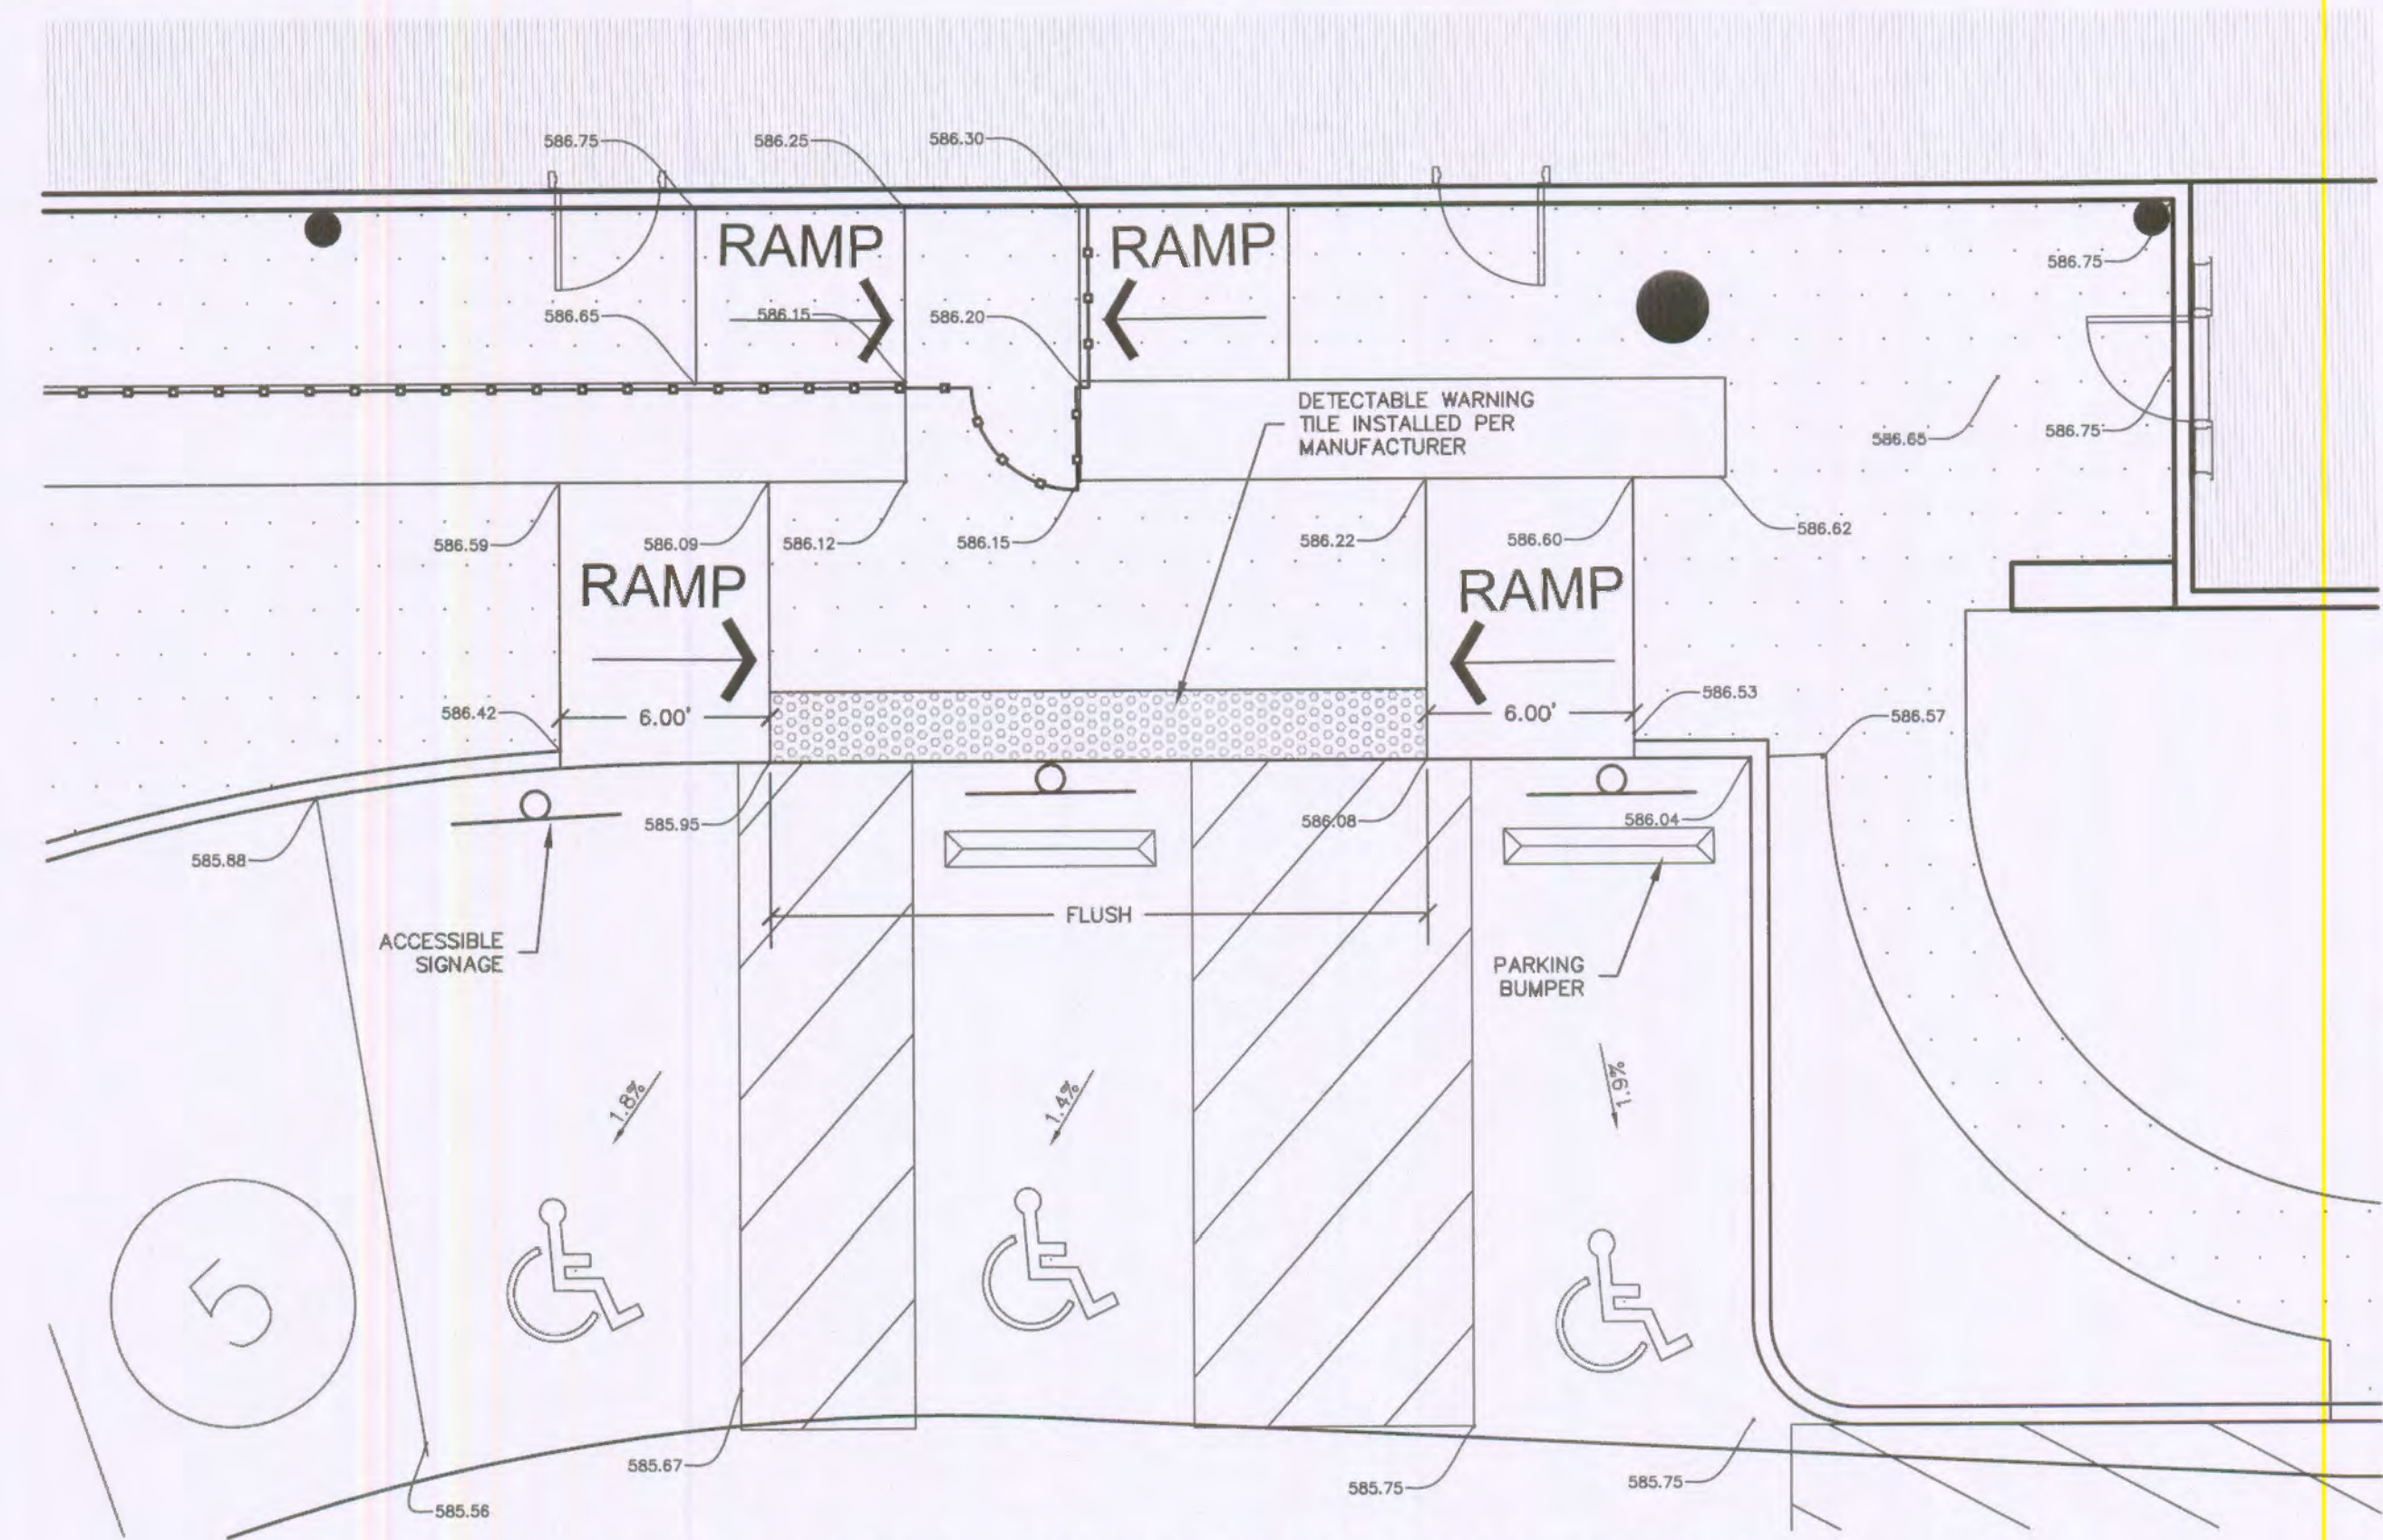 586.75
586.25
586.30
RAMP
RAMP
586.75
586.65
586.15
586.20
DETECTABLE WARNING
TILE INSTALLED PER
MANUFACTURER
586.65
586.75
586.59
586.09
586.12
586.15
586.22
586.60
586.62
RAMP
RAMP
586.42
6.00'
6.00'
586.53
586.57
585.88
585.95
586.08
586.04
FLUSH
ACCESSIBLE
SIGNAGE
PARKING
BUMPER
1.8%
1.4%
1.6%
5
585.67
585.56
585.75
585.75